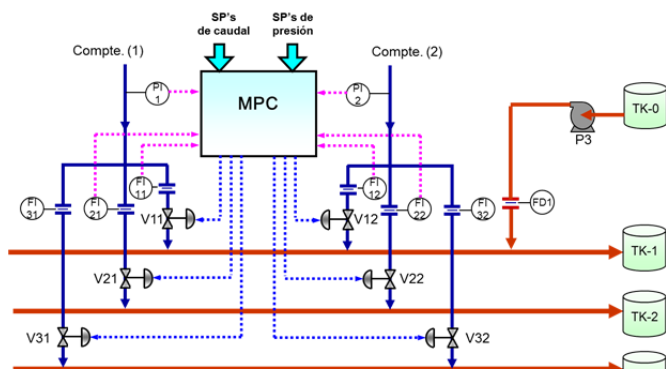 SP's
de caudal
SP's de
presión
Compte. (1)
Compte. (2)
PI
1
MPC
PI
2
TK-0
P3
FI
11
FI
12
FI
31
FI
21
FI
22
FI
32
FD1
V11
V12
TK-1
V21
V22
TK-2
V31
V32